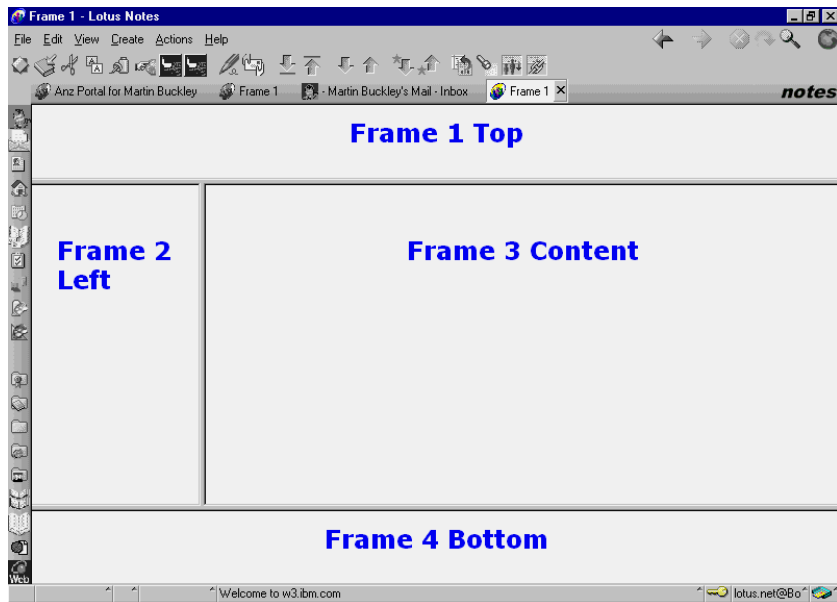 Frame 1 - Lotus Notes
File Edit View Create Actions Help
Anz Portal for Martin Buckley Frame 1 - Martin Buckley's Mail - Inbox Frame 1 notes
Frame 1 Top
Frame 2
Left
Frame 3 Content
Frame 4 Bottom
Web
Welcome to w3.ibm.com lotus.net@Bo